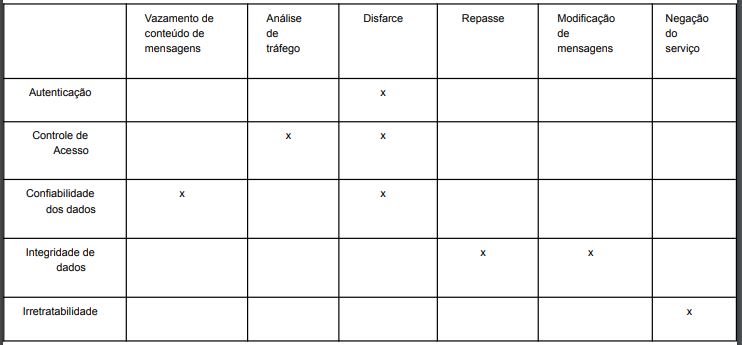 Vazamento de
conteúdo de
mensagens
Análise
de
tráfego
Disfarce
Repasse
Modificação
de
mensagens
Negação
do
serviço
Autenticação
x
Controle de
Acesso
x
x
Confiabilidade
dos dados
x
x
Integridade de
dados
x
x
Irretratabilidade
x